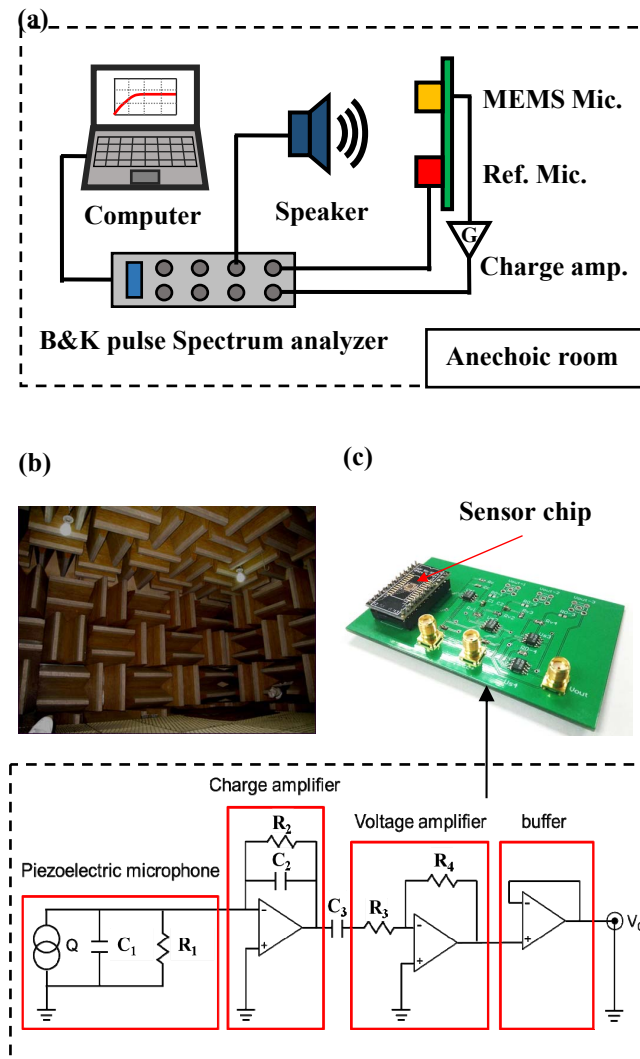 (a)
MEMS Mic.
Ref. Mic.
Computer
Speaker
G
Charge amp.
B&K pulse Spectrum analyzer
Anechoic room
(b)
(c)
Sensor chip
Vout
Charge amplifier
Voltage amplifier
buffer
Piezoelectric microphone
R2
C2
R4
C3
R3
Q
C1
R1
-
+
-
+
-
+